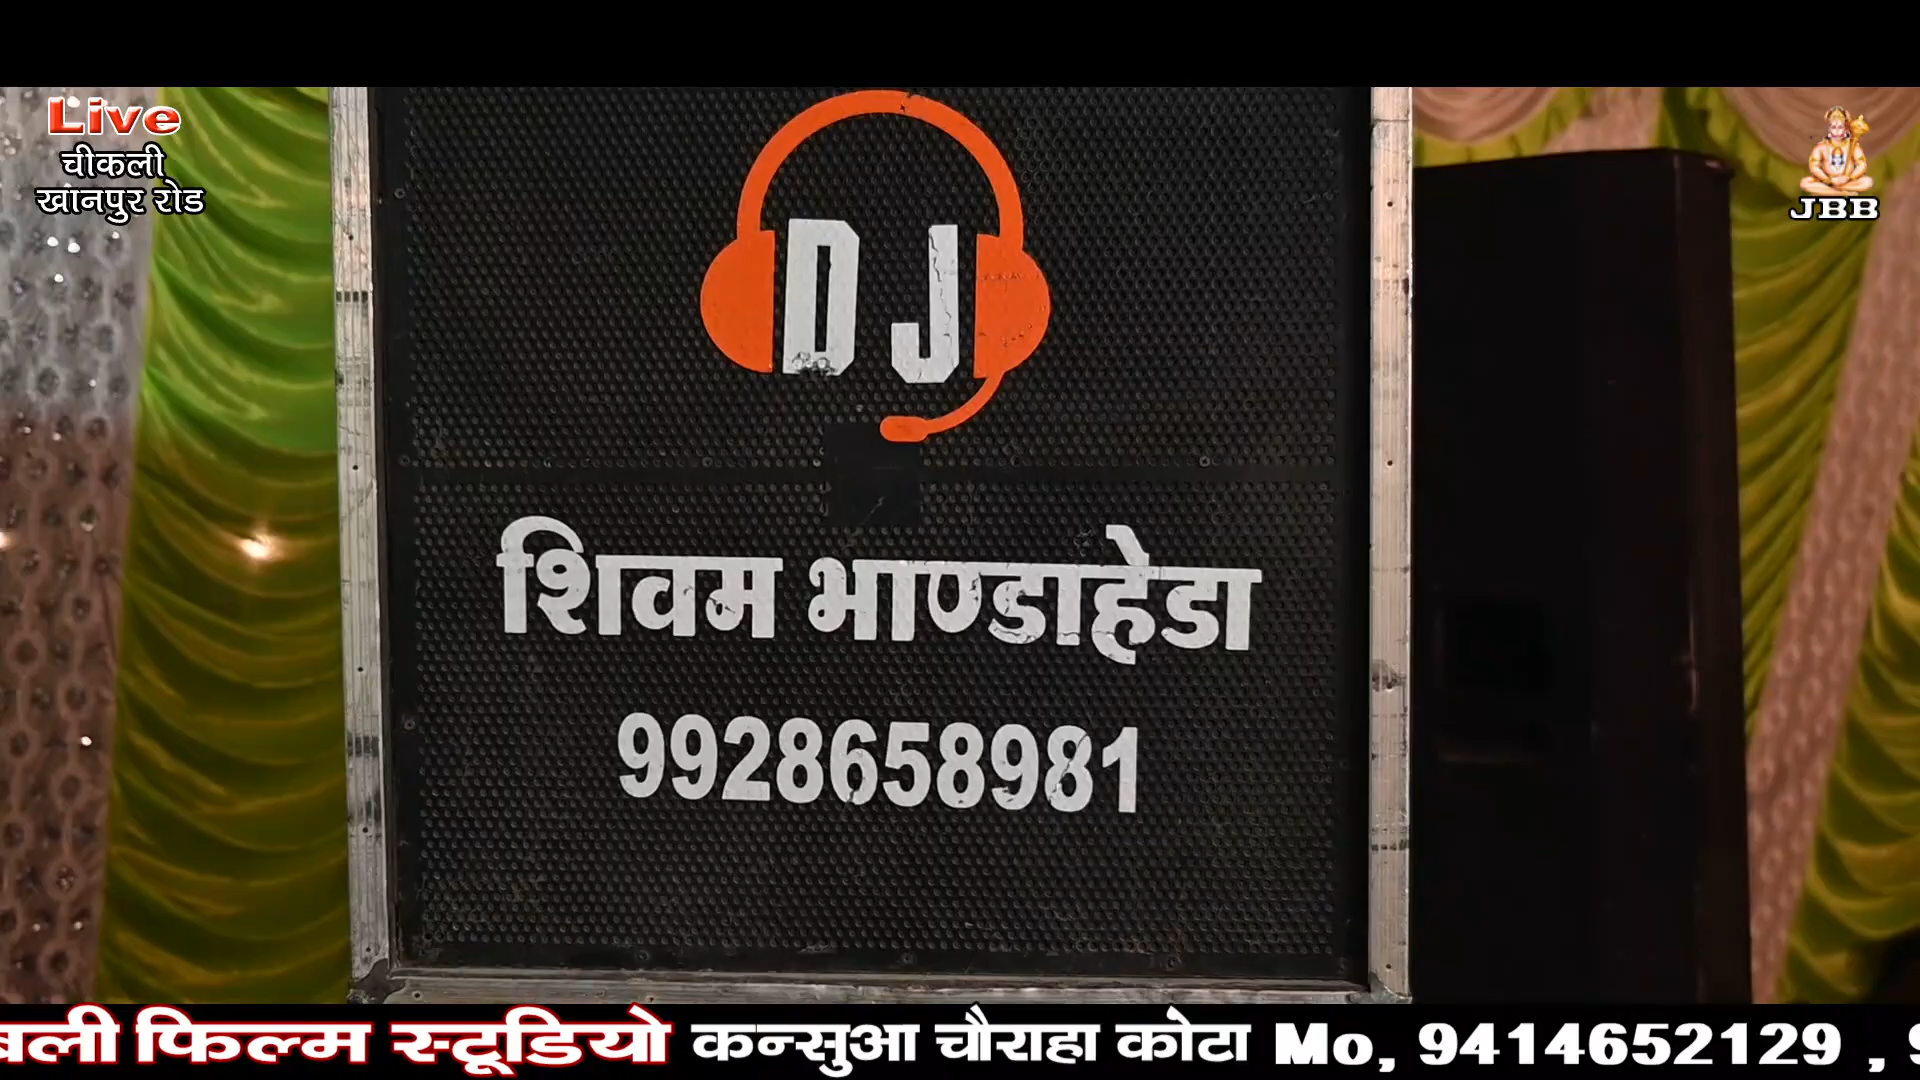 Live
चीकली
खानपुर रोड
JBB
DJ
शिवम भाण्डाहेडा
9928658981
फिल्म स्टूडियो कन्सुआ चौराहा कोटा Mo, 9414652129 ,